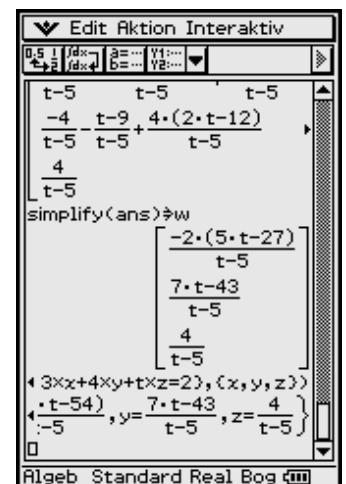 Edit Aktion Interaktiv
t-5 t-5 t-5
-4/t-5 - t-9/t-5 + 4·(2·t-12)/t-5
4/t-5
simplify(ans)⇒w
-2·(5·t-27)/t-5
7·t-43/t-5
4/t-5
3×x+4×y+t×z=2},{x,y,z})
·t-54)/t-5, y=7·t-43/t-5, z=4/t-5}
Algeb Standard Real Bog